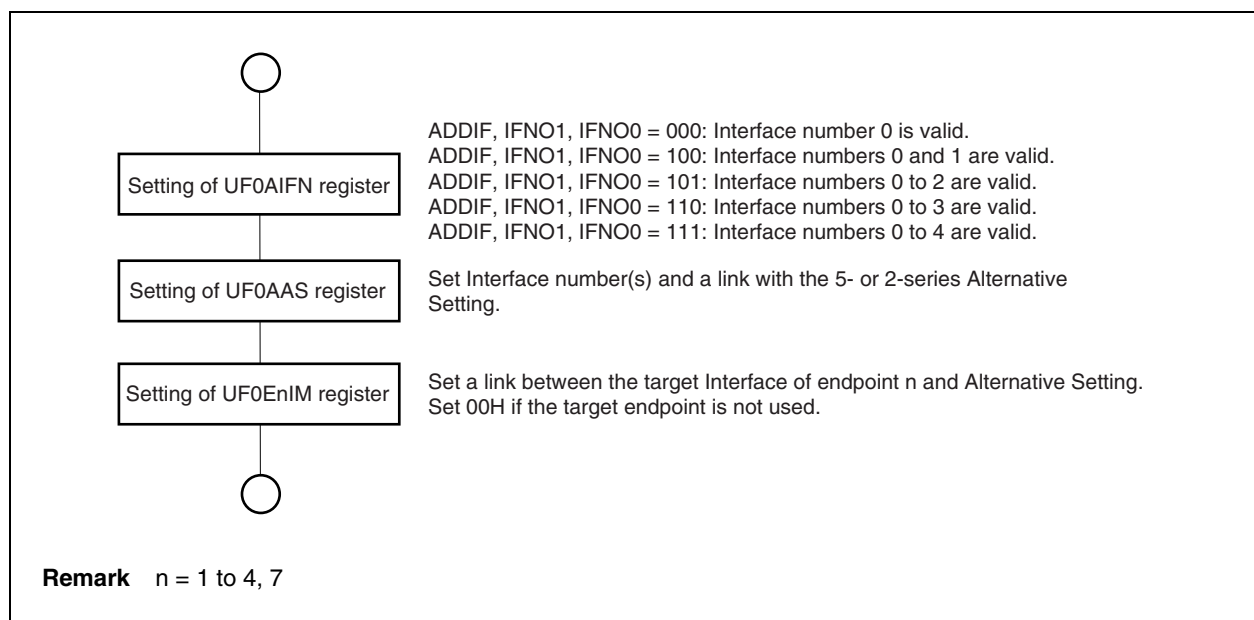 Setting of UF0AIFN register
ADDIF, IFNO1, IFNO0 = 000: Interface number 0 is valid.
ADDIF, IFNO1, IFNO0 = 100: Interface numbers 0 and 1 are valid.
ADDIF, IFNO1, IFNO0 = 101: Interface numbers 0 to 2 are valid.
ADDIF, IFNO1, IFNO0 = 110: Interface numbers 0 to 3 are valid.
ADDIF, IFNO1, IFNO0 = 111: Interface numbers 0 to 4 are valid.
Setting of UF0AAS register
Set Interface number(s) and a link with the 5- or 2-series Alternative
Setting.
Setting of UF0EnIM register
Set a link between the target Interface of endpoint n and Alternative Setting.
Set 00H if the target endpoint is not used.
Remark n = 1 to 4, 7